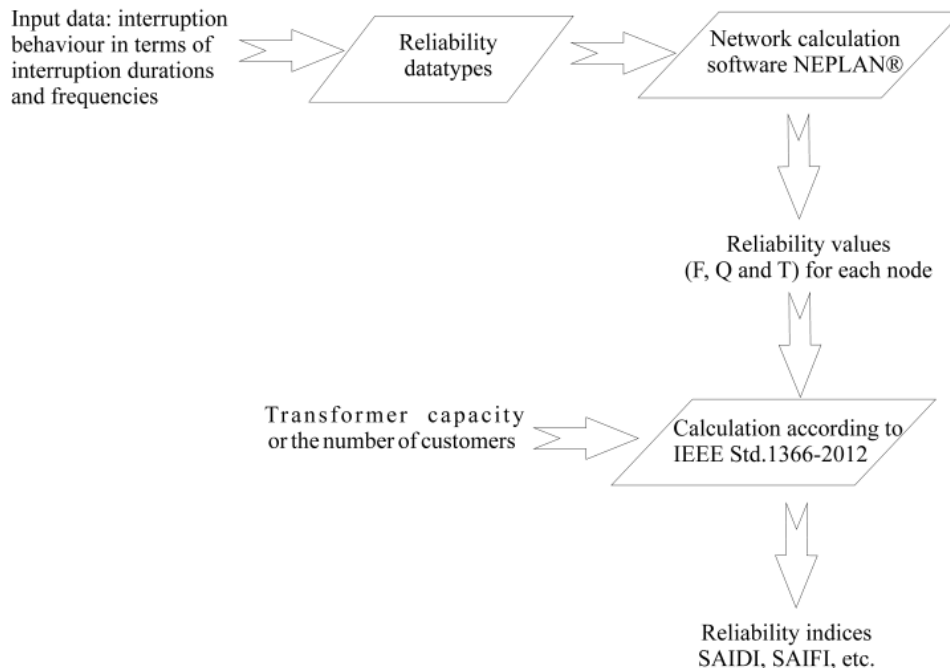 Input data: interruption
behaviour in terms of
interruption durations
and frequencies
Reliability
datatypes
Network calculation
software NEPLAN®
Reliability values
(F, Q and T) for each node
Transformer capacity
or the number of customers
Calculation according to
IEEE Std.1366-2012
Reliability indices
SAIDI, SAIFI, etc.